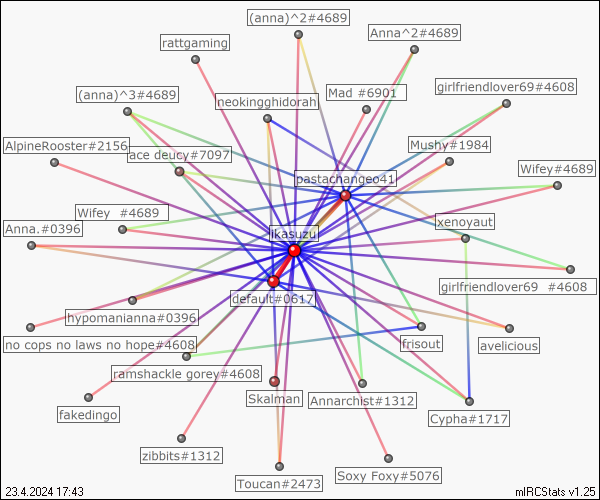 (anna)^2#4689
Anna^2#4689
rattgaming
girlfriendlover69#4608
(anna)^3#4689
neokingghidorah
Mad #6901
AlpineRooster#2156
ace deucy#7097
Mushy#1984
Wifey#4689
pastachangeo41
Wifey #4689
Anna.#0396
xenoyaut
ikasuzu
default#0617
girlfriendlover69 #4608
hypomanianna#0396
no cops no laws no hope#4608
frisout
avelicious
ramshackle gorey#4608
Skalman
Annarchist#1312
fakedingo
Cypha#1717
zibbits#1312
Toucan#2473
Soxy Foxy#5076
23.4.2024 17:43
mIRCStats v1.25